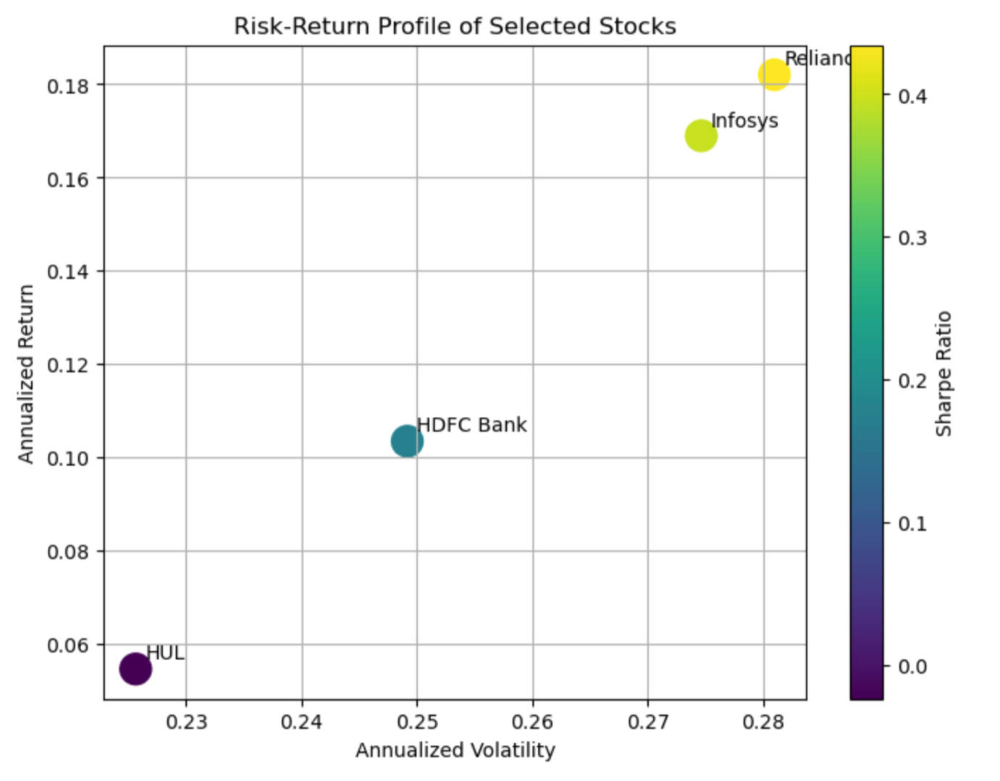 Risk-Return Profile of Selected Stocks
Relianc
Infosys
HDFC Bank
HUL
0.18
0.16
0.14
0.12
0.10
0.08
0.06
Annualized Return
0.23 0.24 0.25 0.26 0.27 0.28
Annualized Volatility
0.4
0.3
0.2
0.1
0.0
Sharpe Ratio